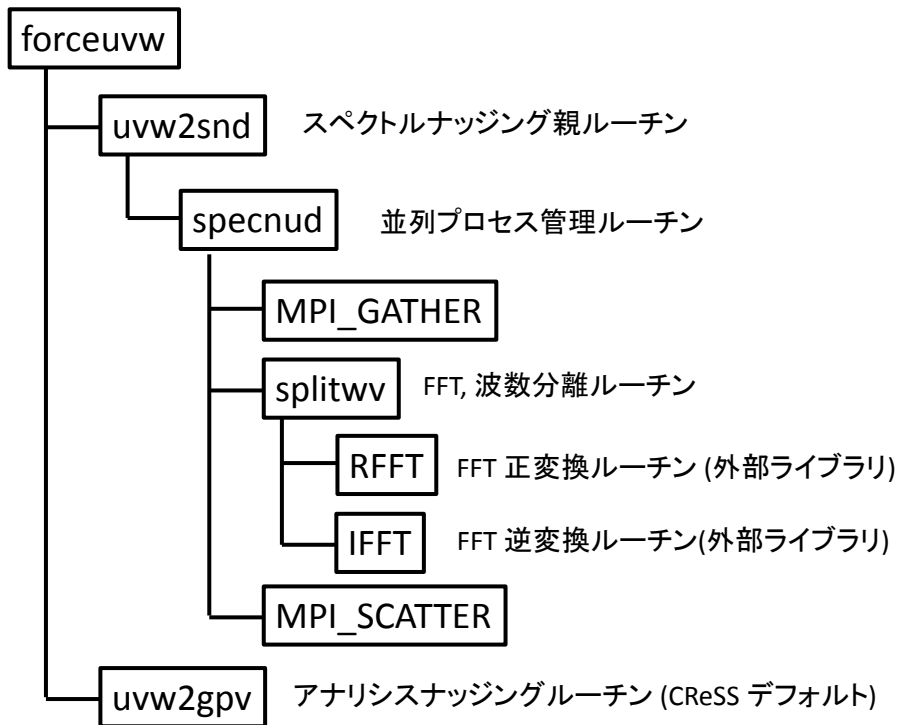 forceuvw
uvw2snd スペクトルナッジング親ルーチン
specnud 並列プロセス管理ルーチン
MPI_GATHER
splitwv FFT, 波数分離ルーチン
RFFT FFT 正変換ルーチン (外部ライブラリ)
IFFT FFT 逆変換ルーチン(外部ライブラリ)
MPI_SCATTER
uvw2gpv アナリシスナッジングルーチン (CReSS デフォルト)